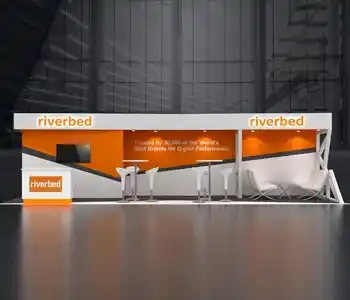 riverbed
riverbed
Trusted by 30,000 of the World's
Best Brands for Digital Performance
riverbed